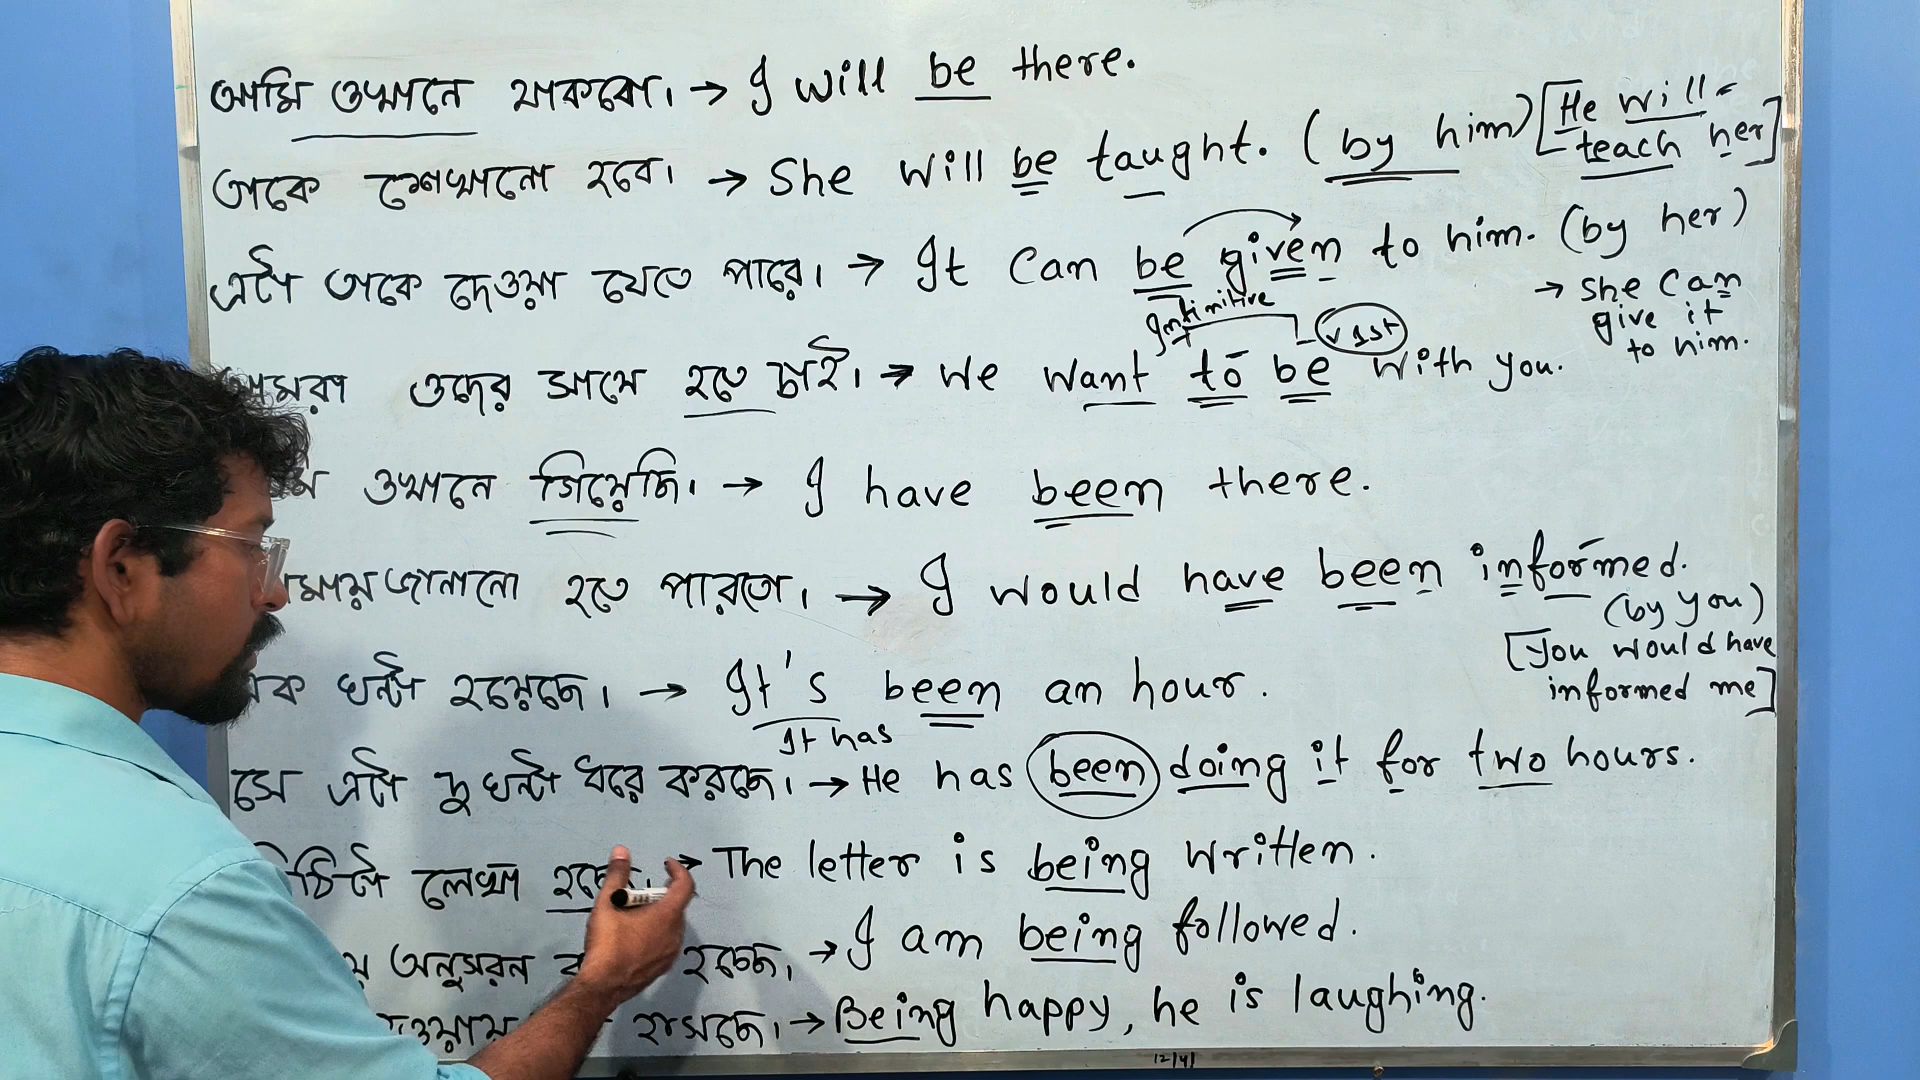 আমি ওখানে থাকবো। → I will be there.
তাকে শেখানো হবে। → She will be taught. (by him) [He will teach her]
এটা তাকে দেওয়া যেতে পারে। → It can be given to him. (by her)
→ She can give it to him.
Infinitive
v 1st
ওদের সাথে হতে চাই। → We want to be with you.
ওখানে গিয়েছি। → I have been there.
জানানো হতে পারতো। → I would have been informed.
(by you)
[You would have informed me]
ঘন্টা হয়েছে। → It's been an hour.
It has
সে এটা দু ঘন্টা ধরে করছে। → He has been doing it for two hours.
লেখা → The letter is being written.
অনুসরন হচ্ছে। → I am being followed.
হাসছে। → Being happy, he is laughing.
12/4/